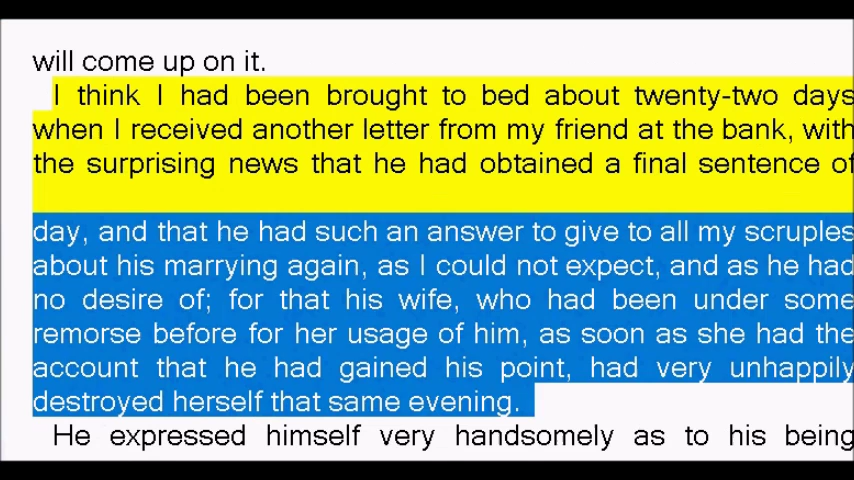 will come up on it.
I think I had been brought to bed about twenty-two days
when I received another letter from my friend at the bank, with
the surprising news that he had obtained a final sentence of
day, and that he had such an answer to give to all my scruples
about his marrying again, as I could not expect, and as he had
no desire of; for that his wife, who had been under some
remorse before for her usage of him, as soon as she had the
account that he had gained his point, had very unhappily
destroyed herself that same evening.
He expressed himself very handsomely as to his being